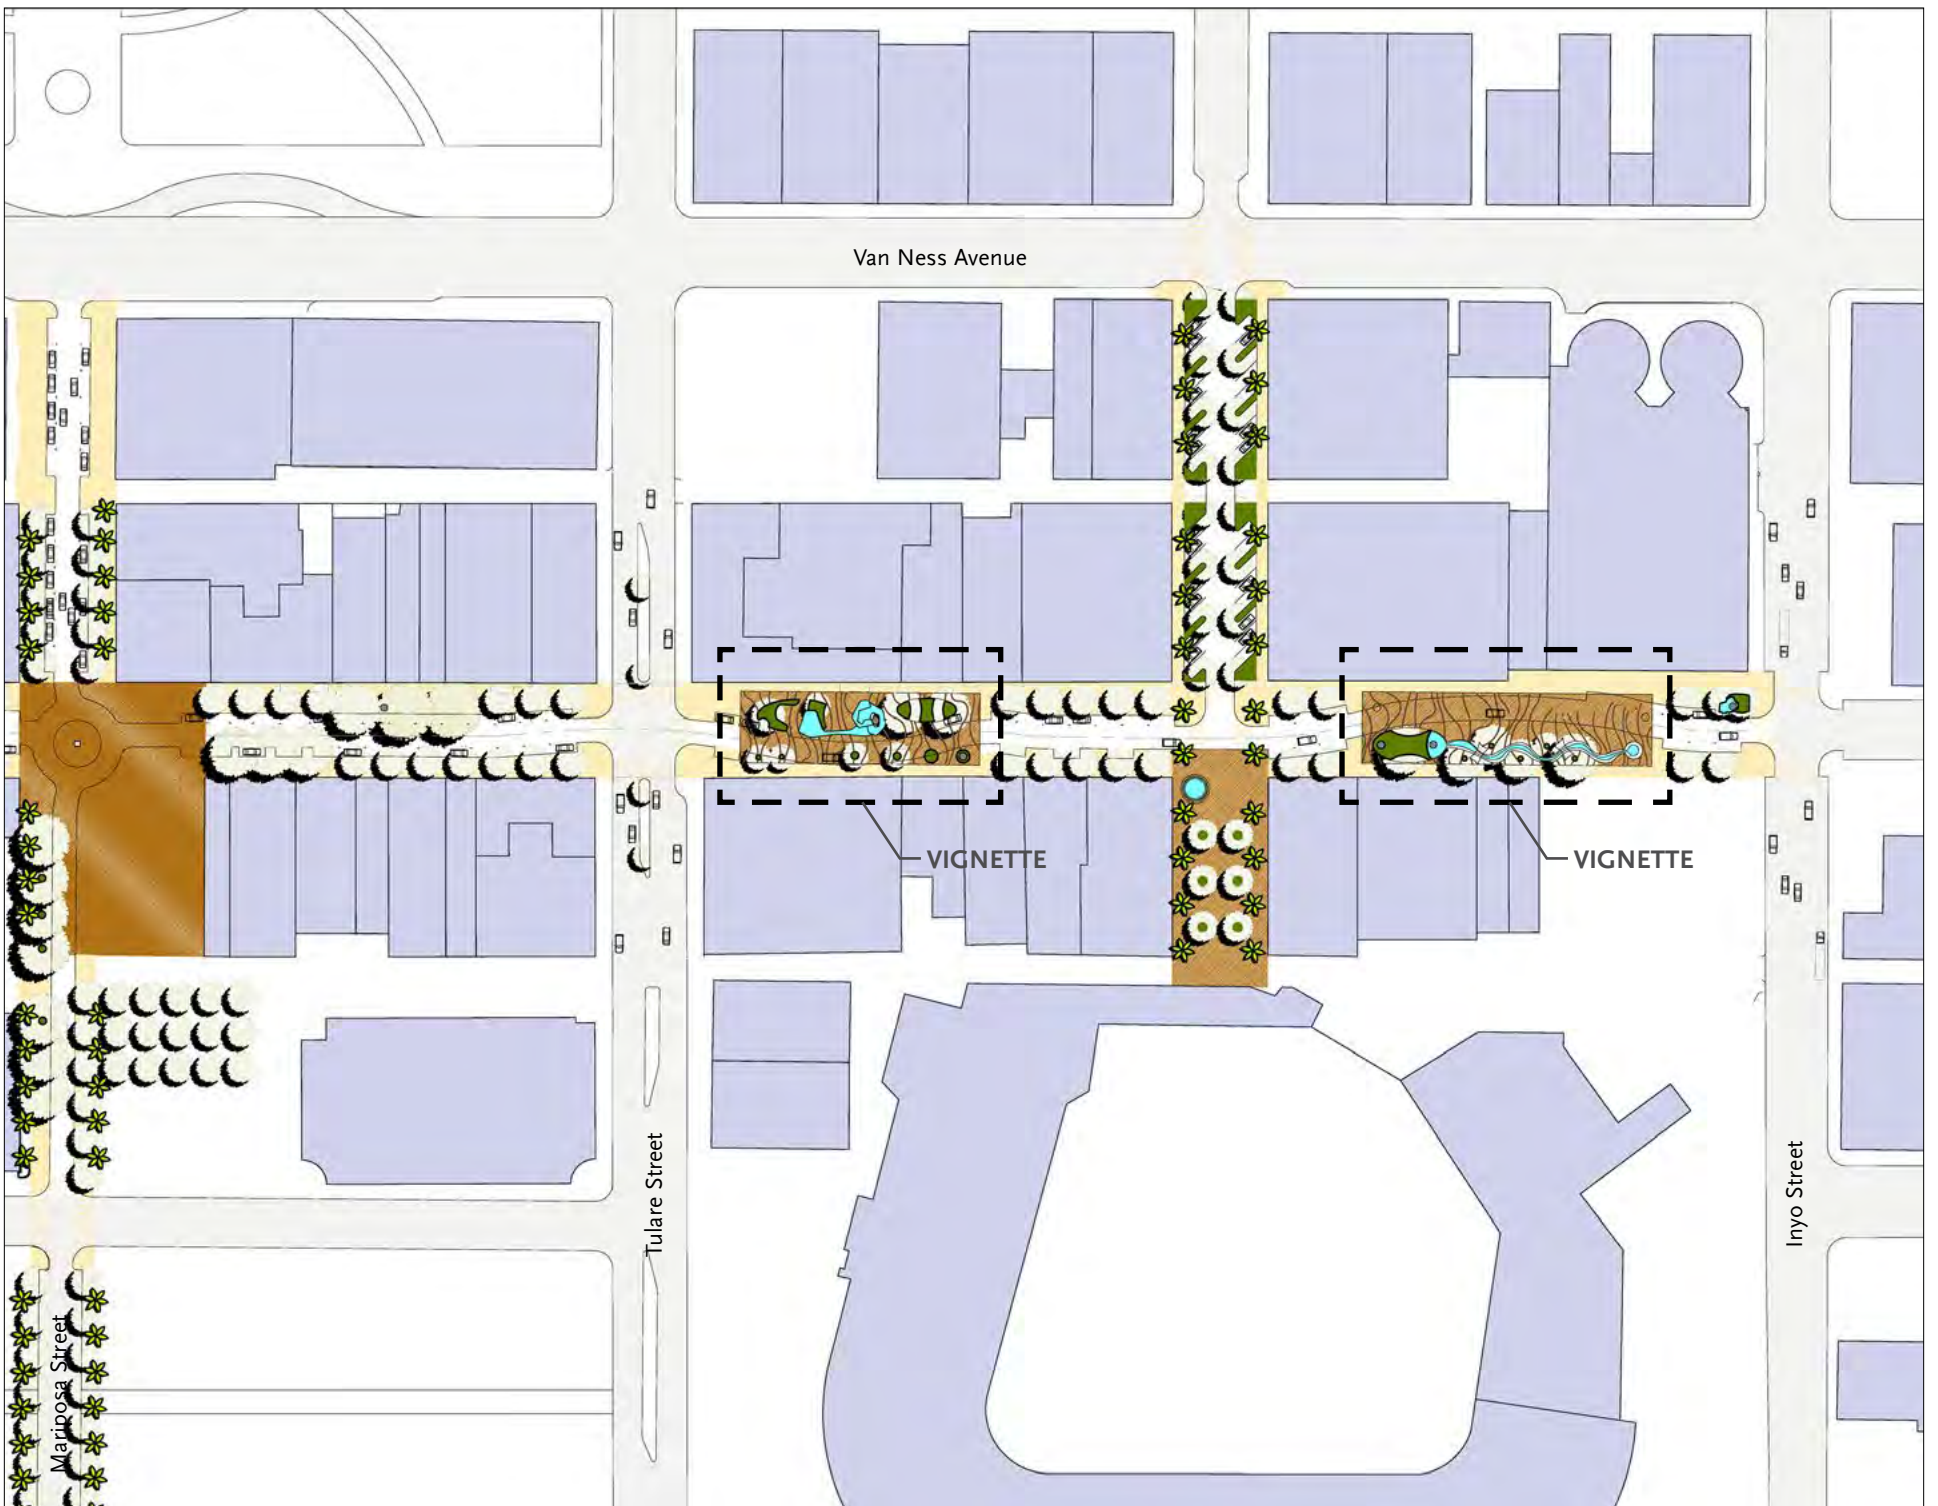 Van Ness Avenue
VIGNETTE
VIGNETTE
Tulare Street
Inyo Street
Mariposa Street